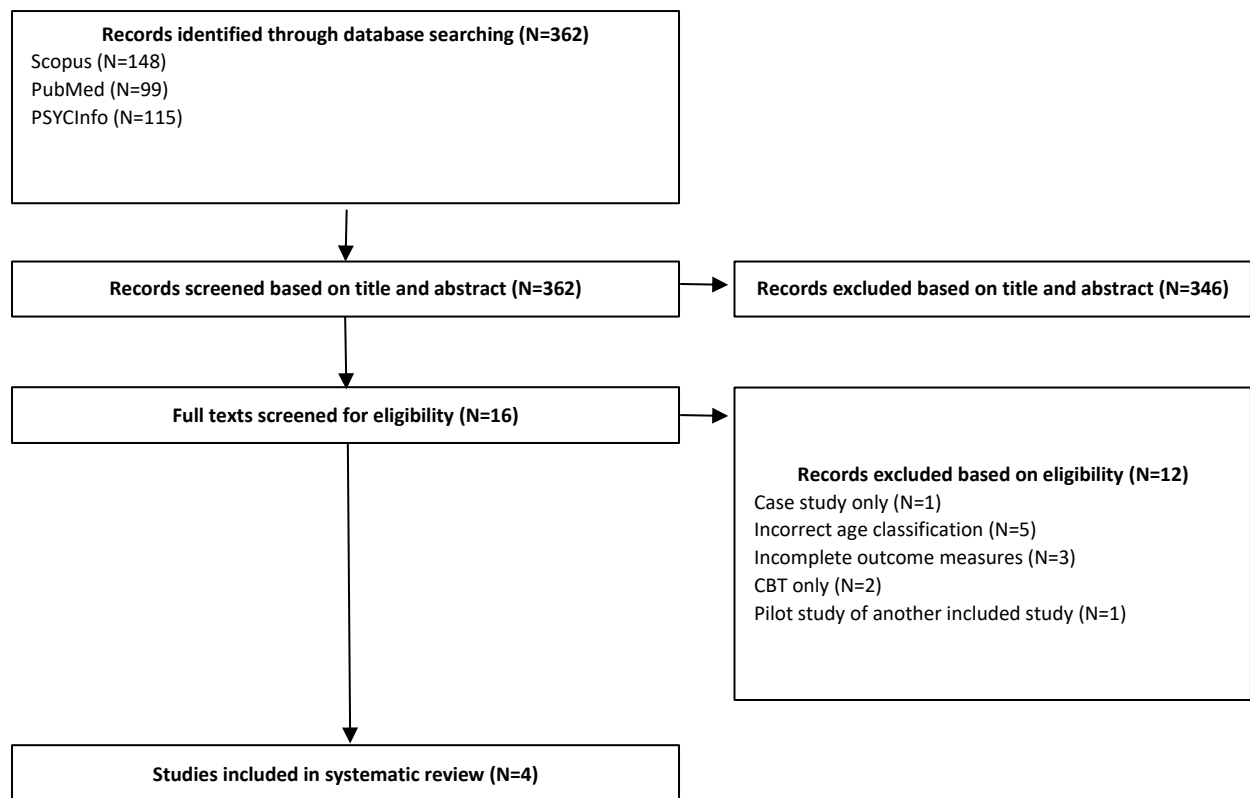 Records identified through database searching (N=362)
Scopus (N=148)
PubMed (N=99)
PSYCInfo (N=115)
Records screened based on title and abstract (N=362)
Records excluded based on title and abstract (N=346)
Full texts screened for eligibility (N=16)
Records excluded based on eligibility (N=12)
Case study only (N=1)
Incorrect age classification (N=5)
Incomplete outcome measures (N=3)
CBT only (N=2)
Pilot study of another included study (N=1)
Studies included in systematic review (N=4)